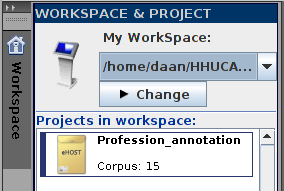 WORKSPACE & PROJECT
My WorkSpace:
/home/daan/HHUCA...
Change
Workspace
Projects in workspace:
Profession_annotation
eHOST
Corpus: 15